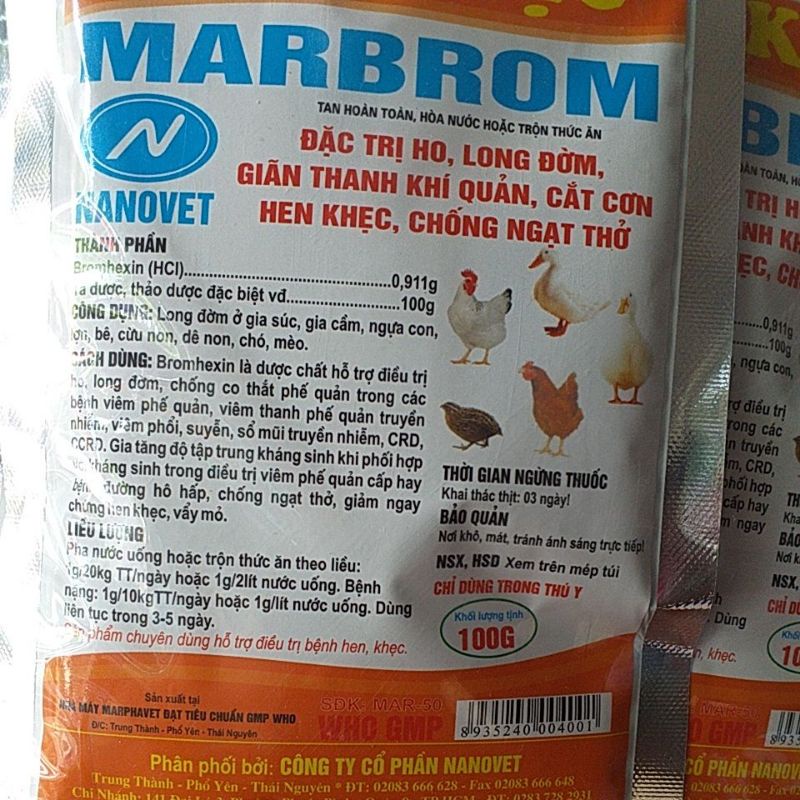 MARBROM
TAN HOÀN TOÀN, HÒA NƯỚC HOẶC TRỘN THỨC ĂN
N
NANOVET
ĐẶC TRỊ HO, LONG ĐỜM,
GIÃN THANH KHÍ QUẢN, CẮT CƠN
HEN KHẸC, CHỐNG NGẠT THỞ
THÀNH PHẦN
Bromhexin (HCl)..........0,911g
Tá dược, thảo dược đặc biệt vđ..........100g
CÔNG DỤNG: Long đờm ở gia súc, gia cầm, ngựa con,
lợn, bê, cừu non, dê non, chó, mèo.
CÁCH DÙNG: Bromhexin là dược chất hỗ trợ điều trị
ho, long đơm, chống co thắt phế quản trong các
bệnh viêm phế quản, viêm thanh phế quản truyền
nhiễm, viêm phổi, suyễn, sổ mũi truyền nhiễm, CRD,
CCRD. Gia tăng độ tập trung kháng sinh khi phối hợp
kháng sinh trong điều trị viêm phế quản cấp hay
bệnh đường hô hấp, chống ngạt thở, giảm ngay
chứng hen khẹc, vẩy mỏ.
LIỀU LƯỢNG
Pha nước uống hoặc trộn thức ăn theo liều:
1g/20kg TT/ngày hoặc 1g/2lít nước uống. Bệnh
nặng: 1g/10kgTT/ngày hoặc 1g/lít nước uống. Dùng
liên tục trong 3-5 ngày.
Sản phẩm chuyên dùng hỗ trợ điều trị bệnh hen, khẹc.
THỜI GIAN NGỪNG THUỐC
Khai thác thịt: 03 ngày!
BẢO QUẢN
Nơi khô, mát, tránh ánh sáng trực tiếp!
NSX, HSD Xem trên mép túi
CHỈ DÙNG TRONG THÚ Y
Khối lượng tịnh
100G
Sản xuất tại
NHÀ MÁY MARPHAVET ĐẠT TIÊU CHUẨN GMP WHO
Đ/C: Trung Thành - Phổ Yên - Thái Nguyên
SĐK: MAR-50
WHO GMP
8935240004001
Phân phối bởi: CÔNG TY CỔ PHẦN NANOVET
Trung Thành - Phổ Yên - Thái Nguyên * ĐT: 02083 666 628 - Fax 02083 666 648
Chi Nhánh: 141